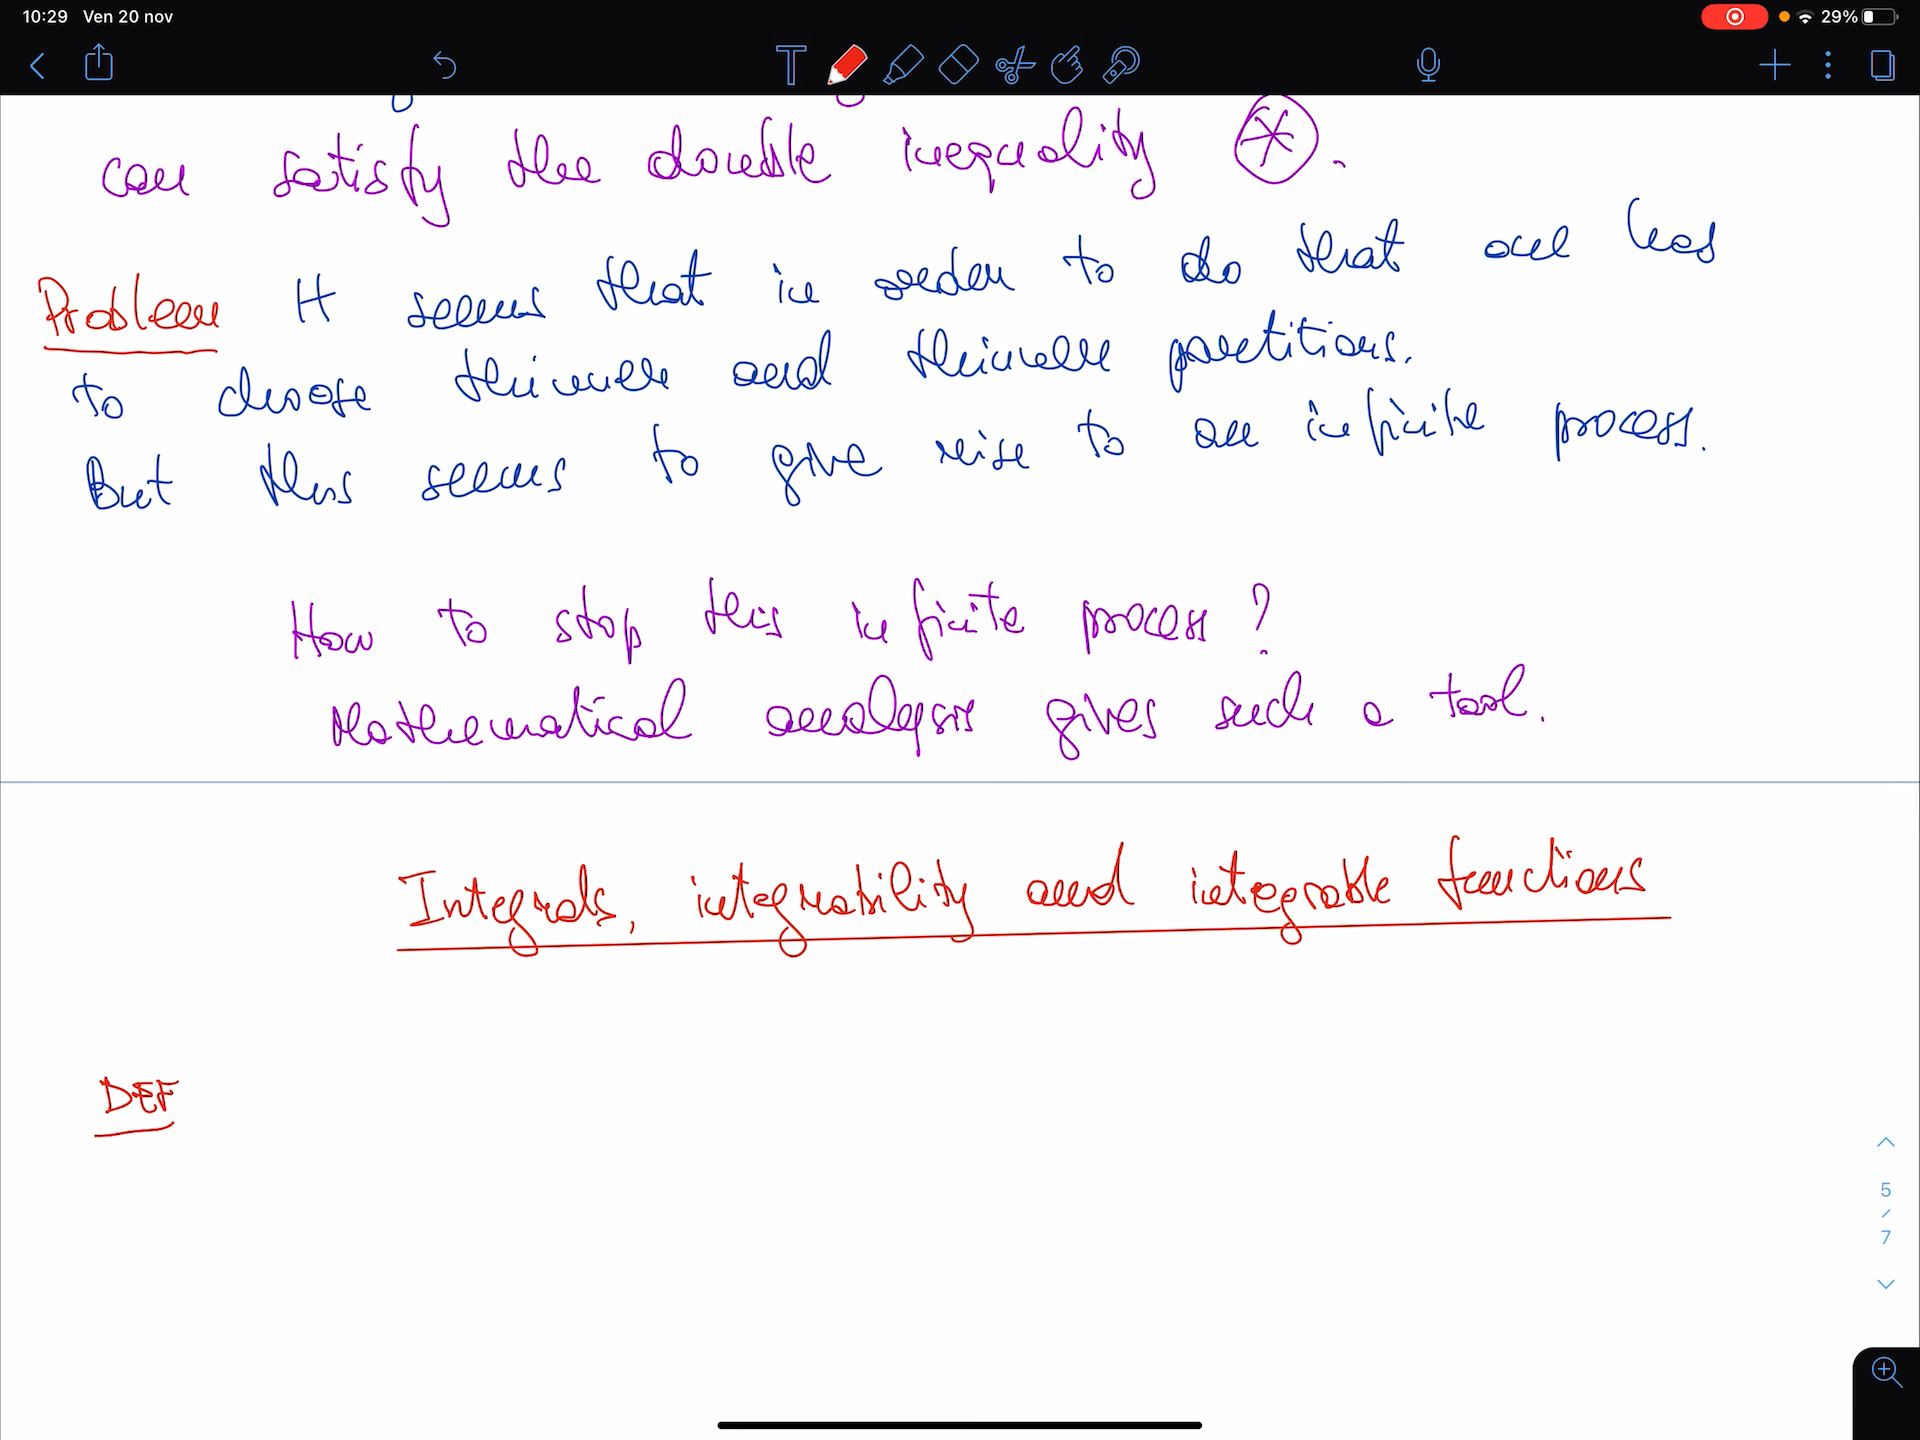 10:29 Ven 20 nov 29%
can satisfy the double inequality *.
Problem It seems that in order to do that one has
to choose thinner and thinner partitions.
But this seems to give rise to an infinite process.
How to stop this infinite process?
Mathematical analysis gives such a tool.
Integrals, integrability and integrable functions
DEF
5
/
7